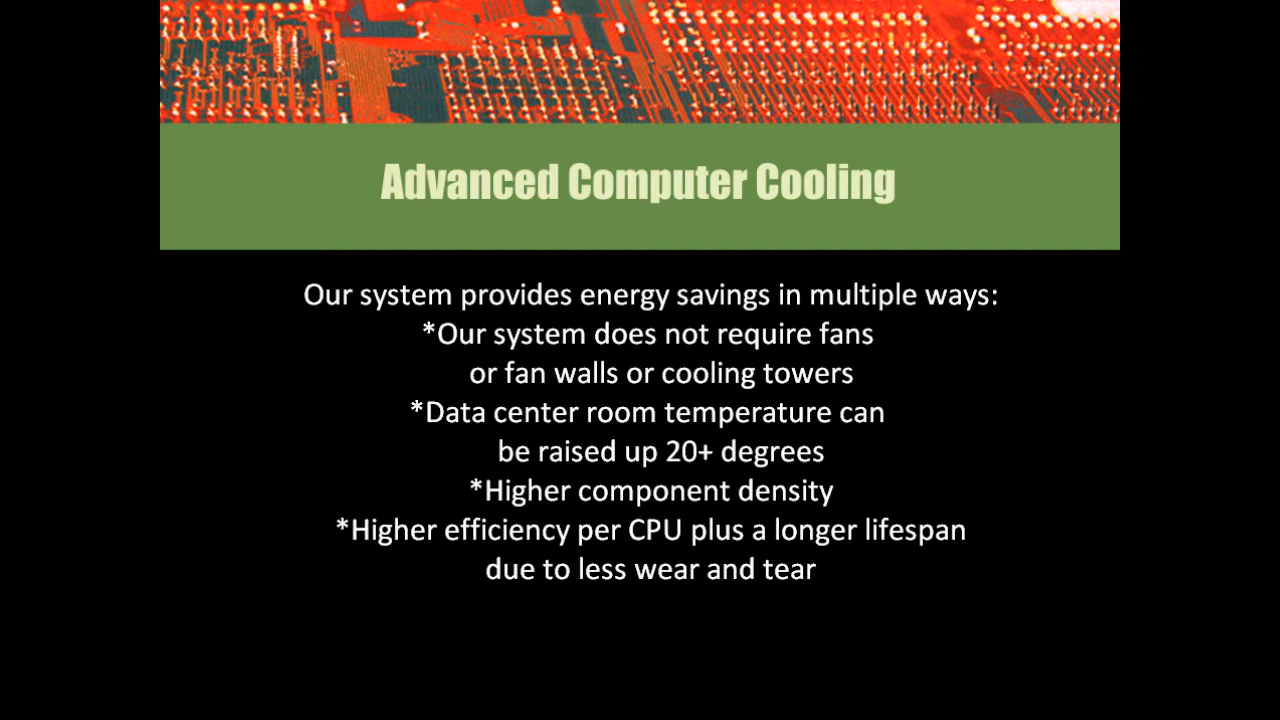 Advanced Computer Cooling
Our system provides energy savings in multiple ways:
*Our system does not require fans
or fan walls or cooling towers
*Data center room temperature can
be raised up 20+ degrees
*Higher component density
*Higher efficiency per CPU plus a longer lifespan
due to less wear and tear